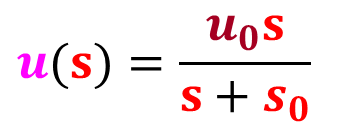 u(s) = u₀s / (s + s₀)